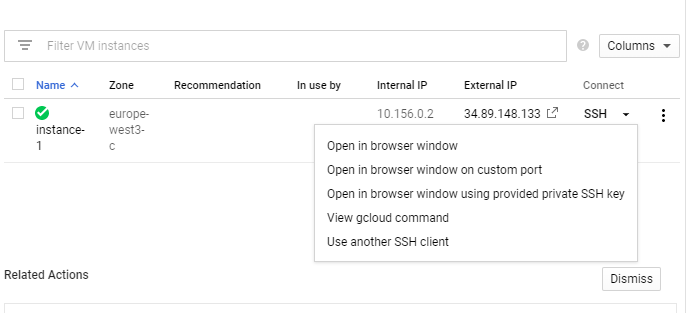 Filter VM instances
Columns
Name Zone Recommendation In use by Internal IP External IP Connect
instance-1 europe-west3-c 10.156.0.2 34.89.148.133 SSH
Open in browser window
Open in browser window on custom port
Open in browser window using provided private SSH key
View gcloud command
Use another SSH client
Related Actions
Dismiss